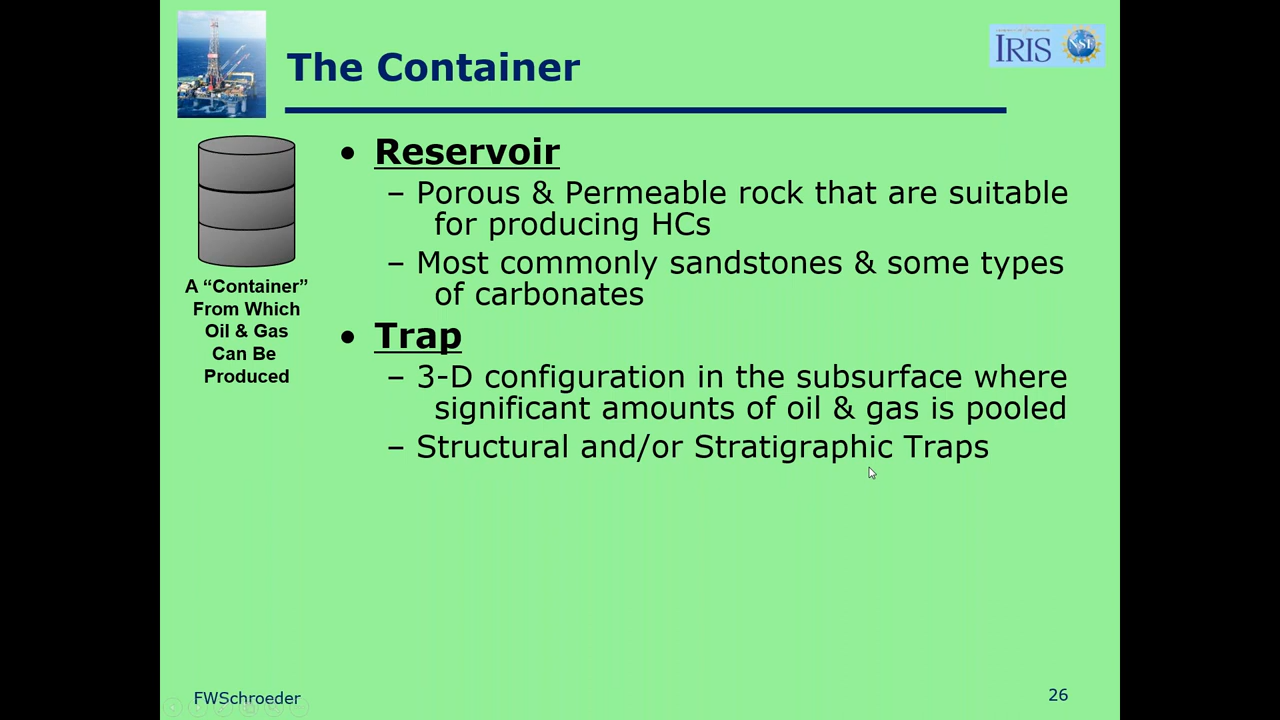 The Container
IRIS
NSF
• Reservoir
– Porous & Permeable rock that are suitable
for producing HCs
– Most commonly sandstones & some types
of carbonates
• Trap
– 3-D configuration in the subsurface where
significant amounts of oil & gas is pooled
– Structural and/or Stratigraphic Traps
A “Container”
From Which
Oil & Gas
Can Be
Produced
FWSchroeder
26